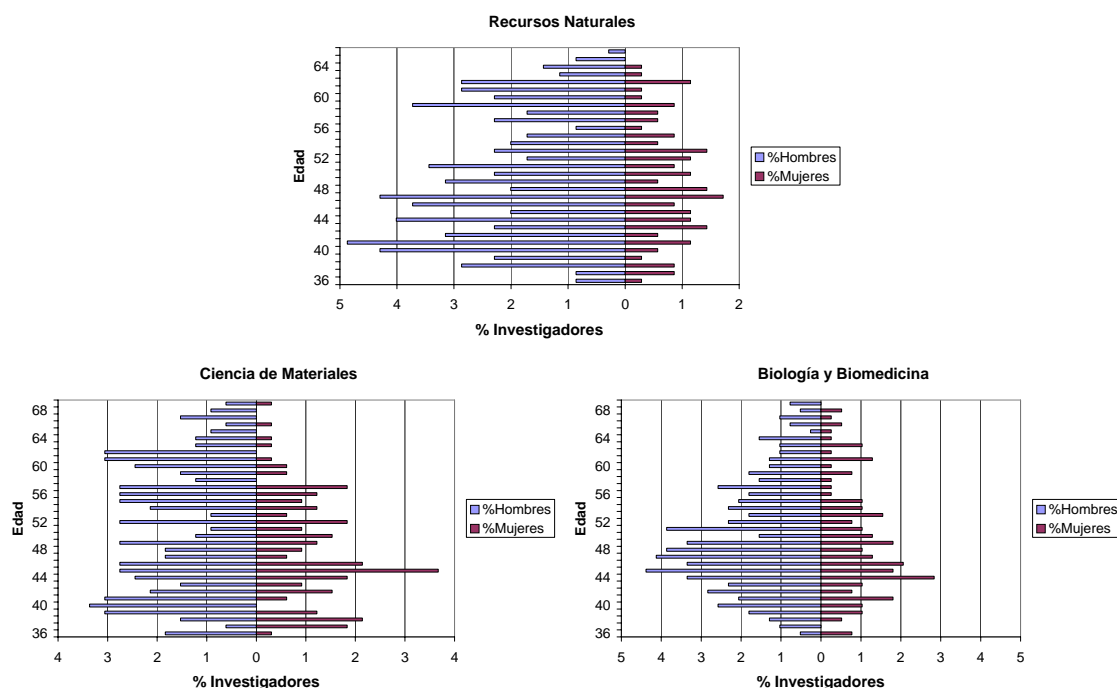 Recursos Naturales
64
60
56
52
48
44
40
36
Edad
5 4 3 2 1 0 1 2
% Investigadores
%Hombres
%Mujeres
Ciencia de Materiales
68
64
60
56
52
48
44
40
36
Edad
4 3 2 1 0 1 2 3 4
% Investigadores
%Hombres
%Mujeres
Biología y Biomedicina
68
64
60
56
52
48
44
40
36
Edad
5 4 3 2 1 0 1 2 3 4 5
% Investigadores
%Hombres
%Mujeres